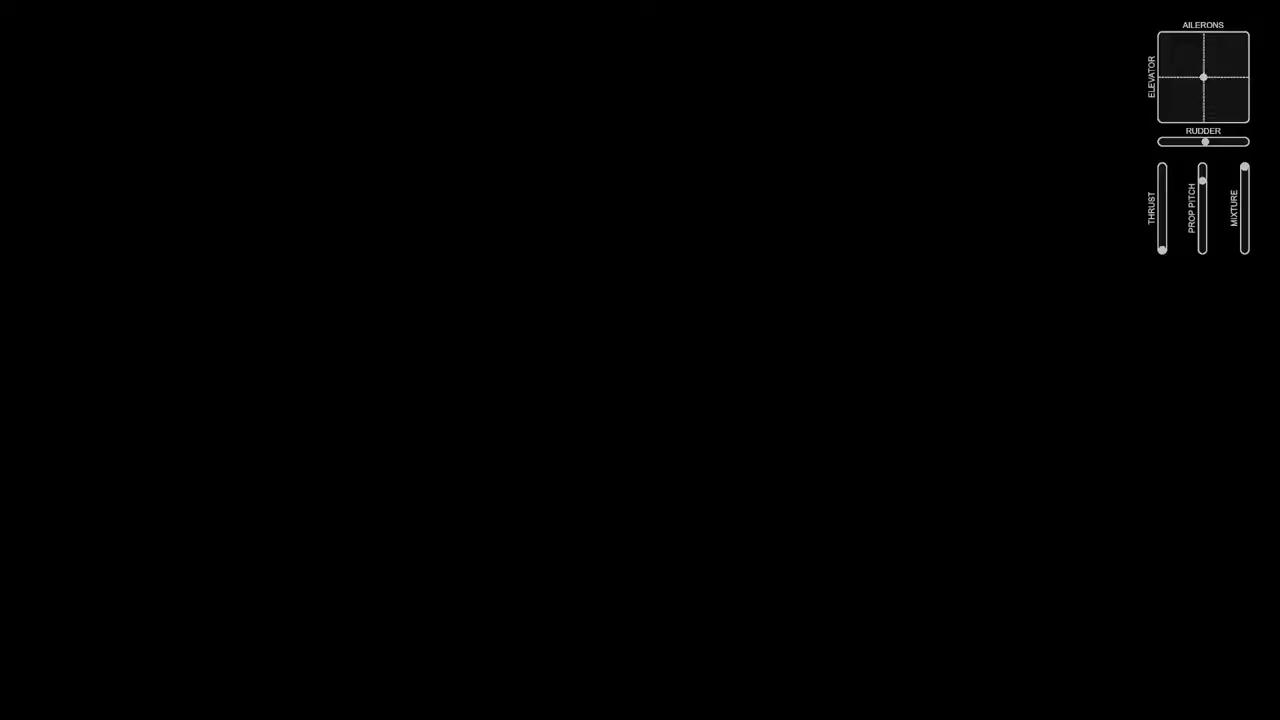 AILERONS
ELEVATOR
RUDDER
THRUST
PROP PITCH
MIXTURE